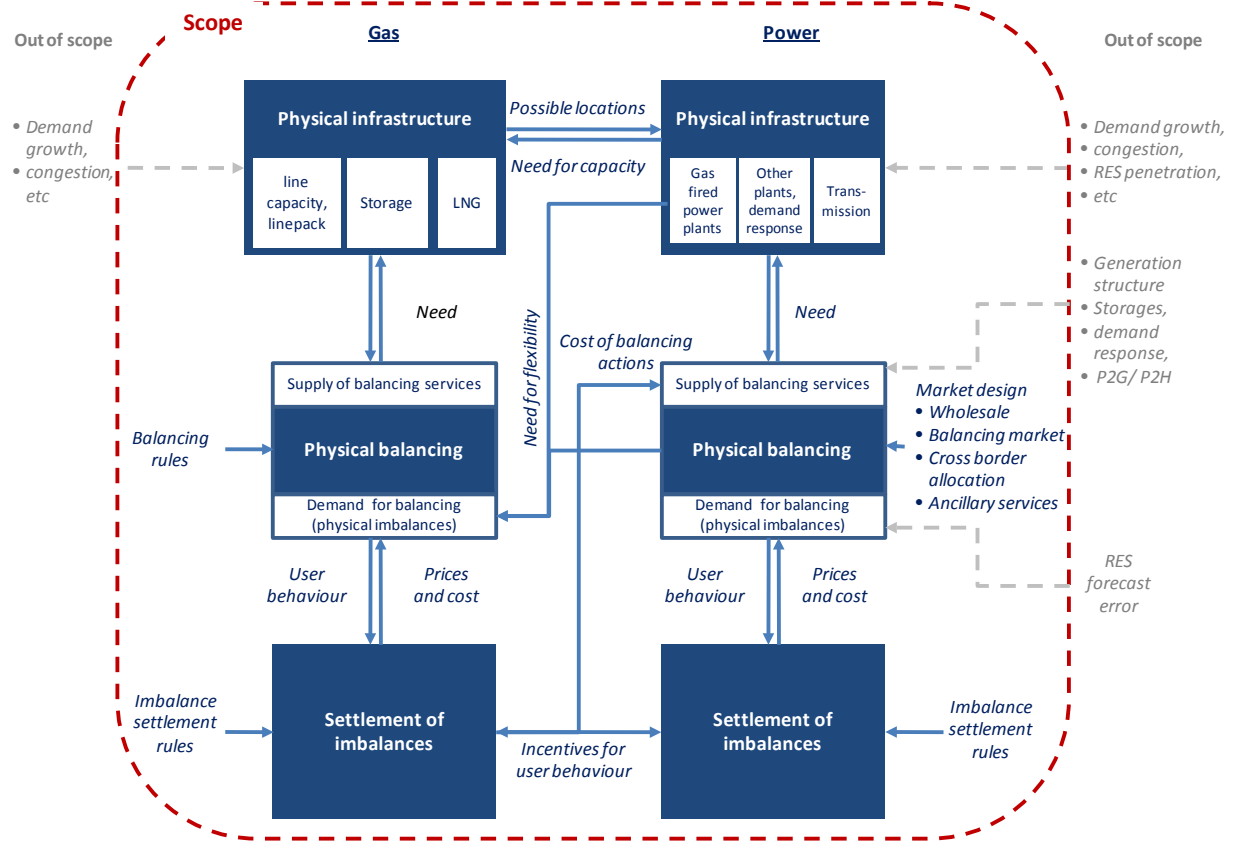 Scope
Gas
Power
Out of scope
Out of scope
Physical infrastructure
Possible locations
Physical infrastructure
• Demand
growth,
• congestion,
etc
Need for capacity
• Demand growth,
• congestion,
• RES penetration,
• etc
line
capacity,
linepack
Storage
LNG
Gas
fired
power
plants
Other
plants,
demand
response
Trans-
mission
• Generation
structure
• Storages,
• demand
response,
• P2G/ P2H
Need
Need for flexibility
Cost of balancing
actions
Need
Supply of balancing services
Supply of balancing services
Market design
• Wholesale
• Balancing market
• Cross border
allocation
• Ancillary services
Balancing
rules
Physical balancing
Physical balancing
Demand for balancing
(physical imbalances)
Demand for balancing
(physical imbalances)
User
behaviour
Prices
and cost
User
behaviour
Prices
and cost
RES
forecast
error
Imbalance
settlement
rules
Settlement of
imbalances
Incentives for
user behaviour
Settlement of
imbalances
Imbalance
settlement
rules